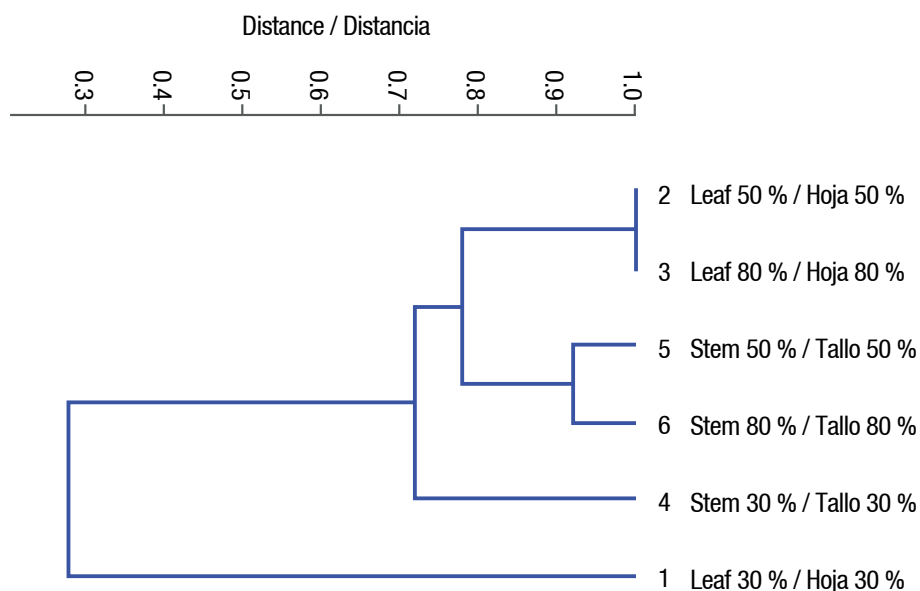 Distance / Distancia
0.3 0.4 0.5 0.6 0.7 0.8 0.9 1.0
2 Leaf 50 % / Hoja 50 %
3 Leaf 80 % / Hoja 80 %
5 Stem 50 % / Tallo 50 %
6 Stem 80 % / Tallo 80 %
4 Stem 30 % / Tallo 30 %
1 Leaf 30 % / Hoja 30 %